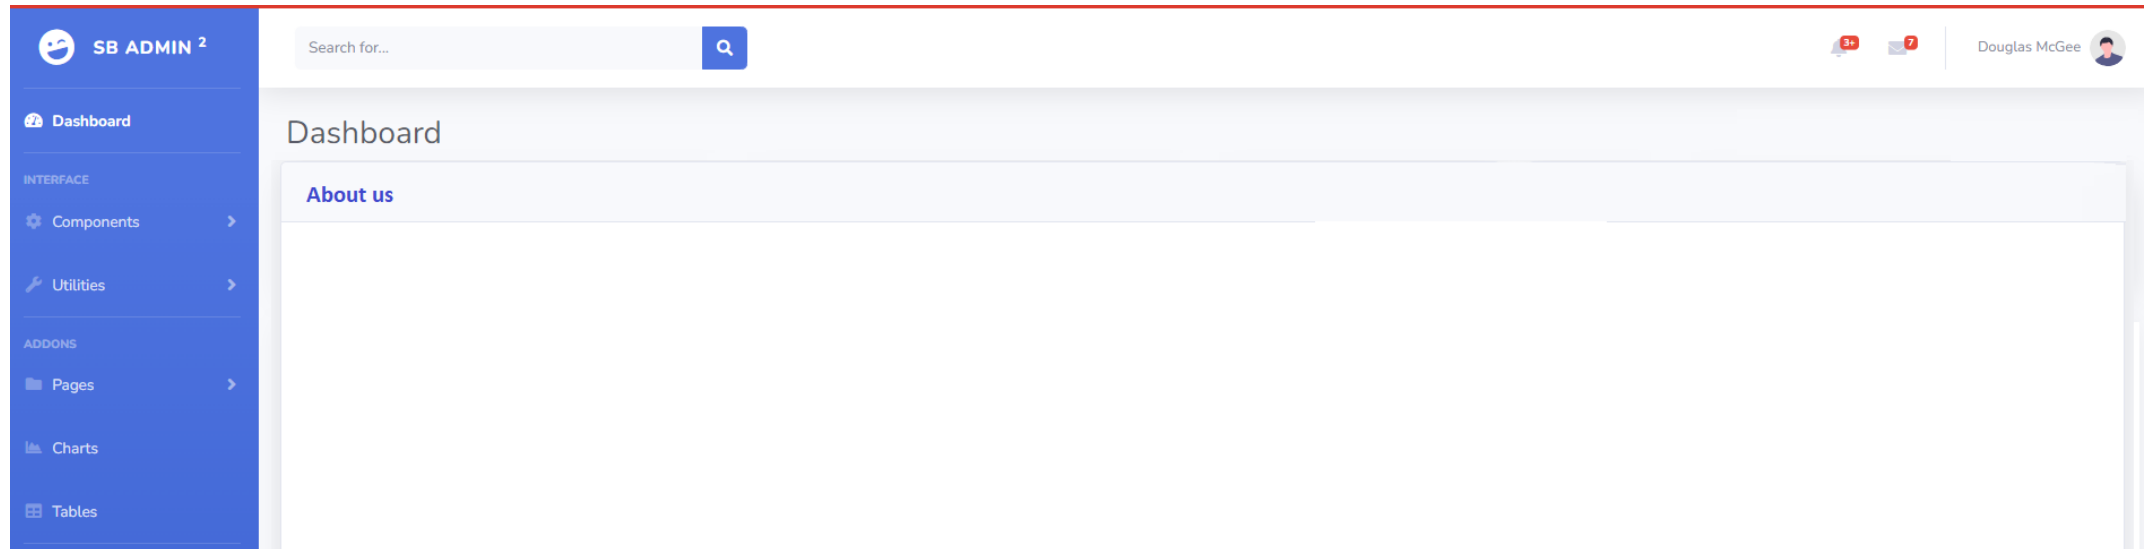 SB ADMIN 2
Search for...
3+
7
Douglas McGee
Dashboard
INTERFACE
Components
Utilities
ADDONS
Pages
Charts
Tables
Dashboard
About us